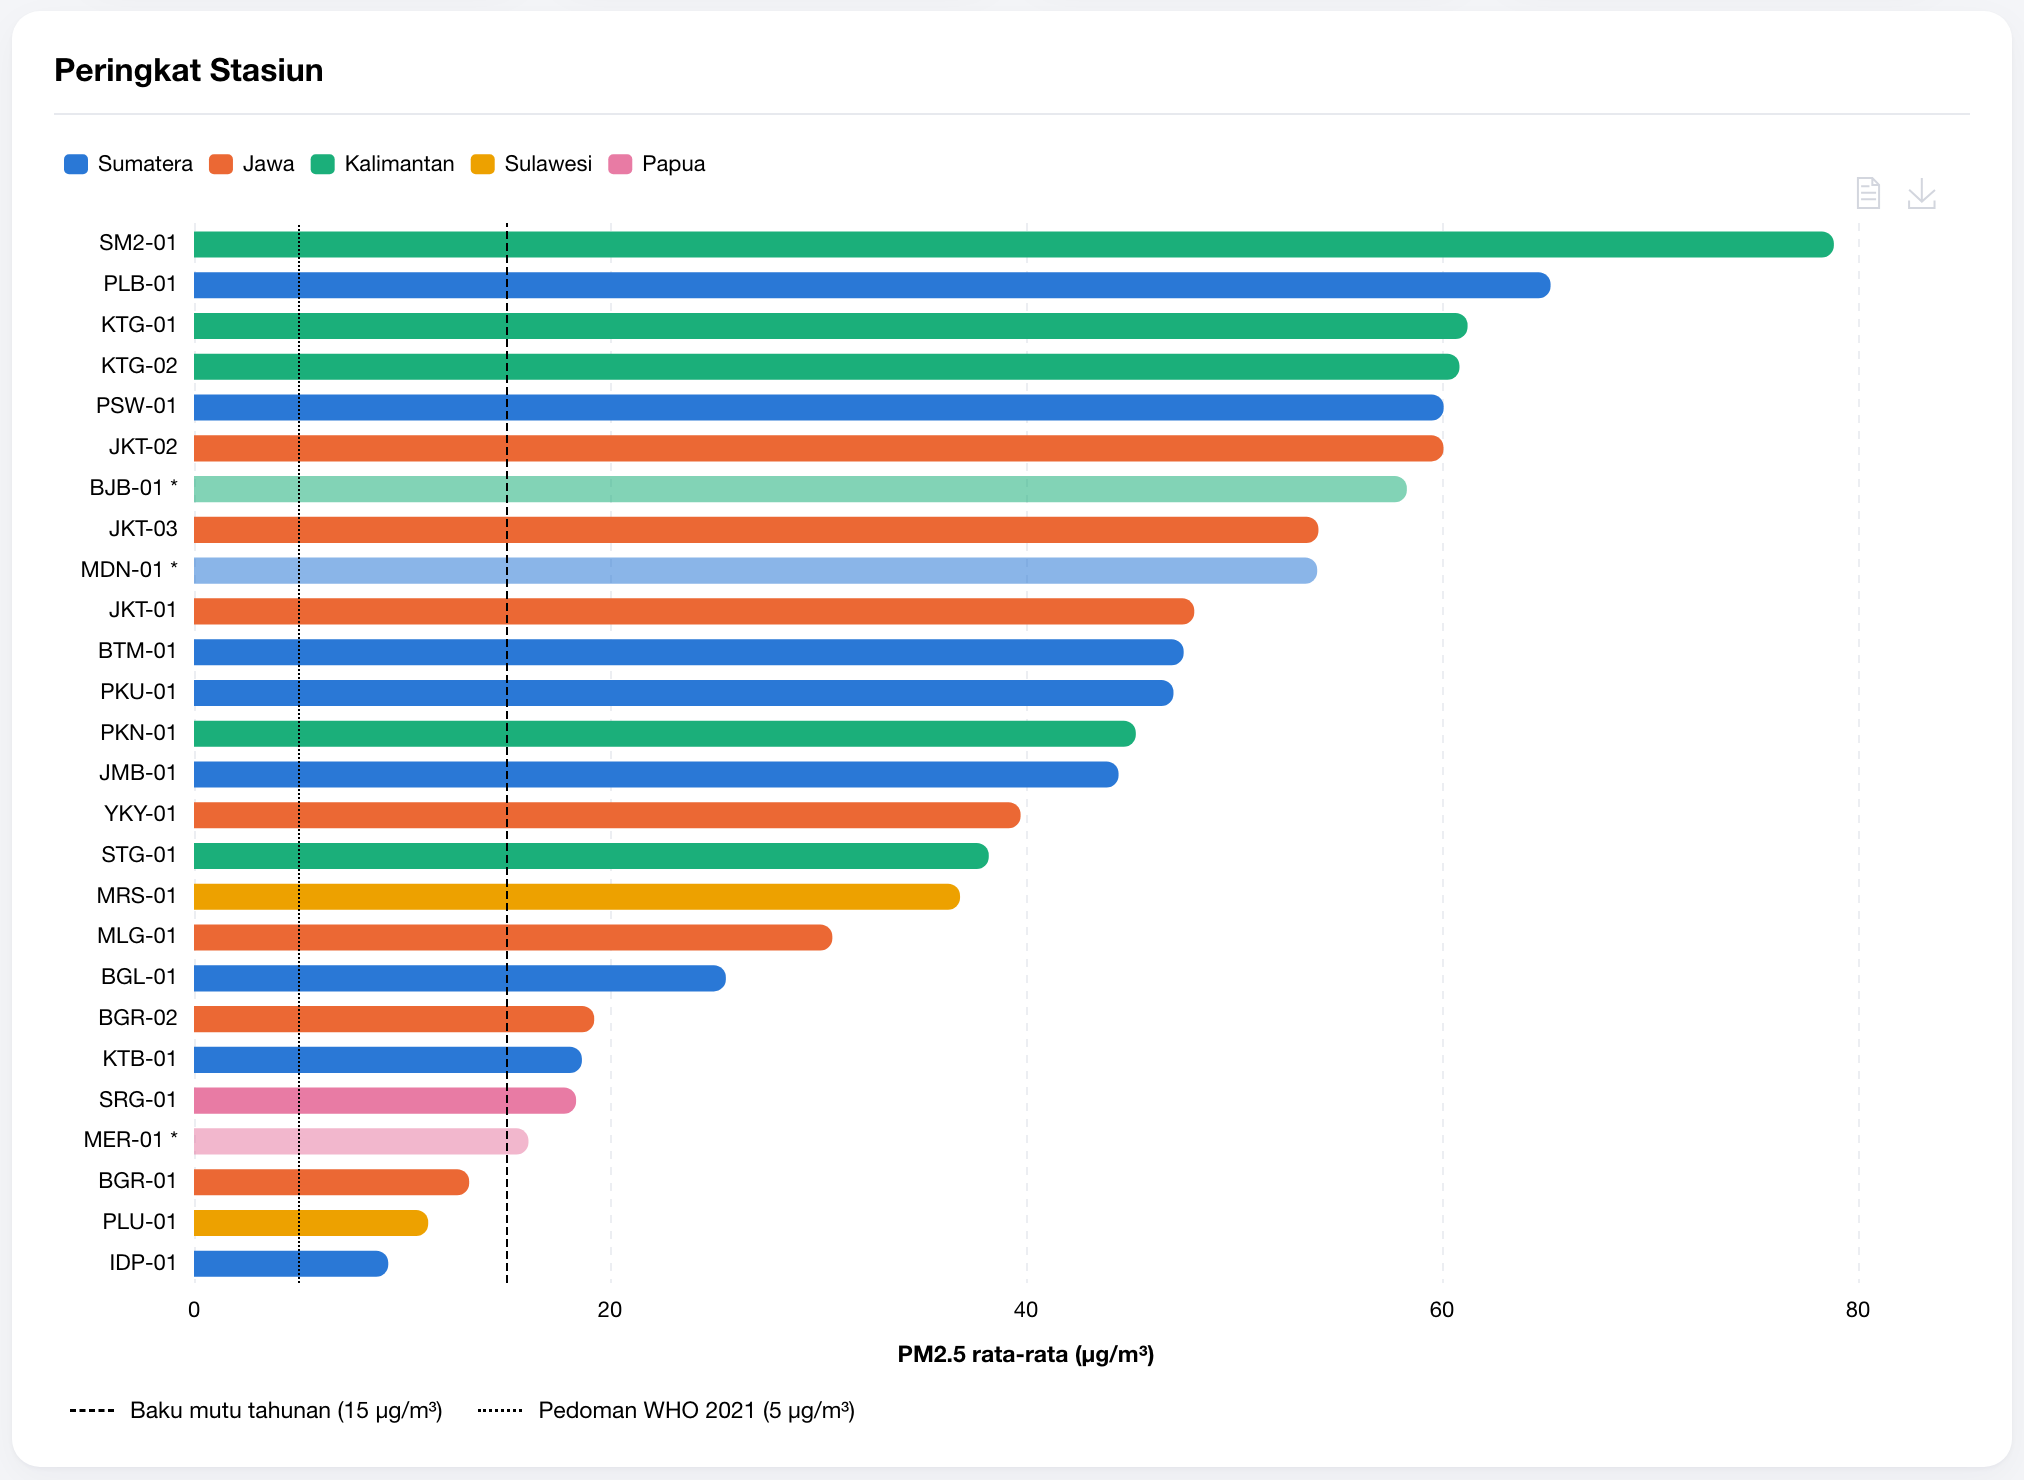 Peringkat Stasiun
Sumatera Jawa Kalimantan Sulawesi Papua
SM2-01
PLB-01
KTG-01
KTG-02
PSW-01
JKT-02
BJB-01 *
JKT-03
MDN-01 *
JKT-01
BTM-01
PKU-01
PKN-01
JMB-01
YKY-01
STG-01
MRS-01
MLG-01
BGL-01
BGR-02
KTB-01
SRG-01
MER-01 *
BGR-01
PLU-01
IDP-01
0 20 40 60 80
PM2.5 rata-rata (µg/m³)
Baku mutu tahunan (15 µg/m³) Pedoman WHO 2021 (5 µg/m³)